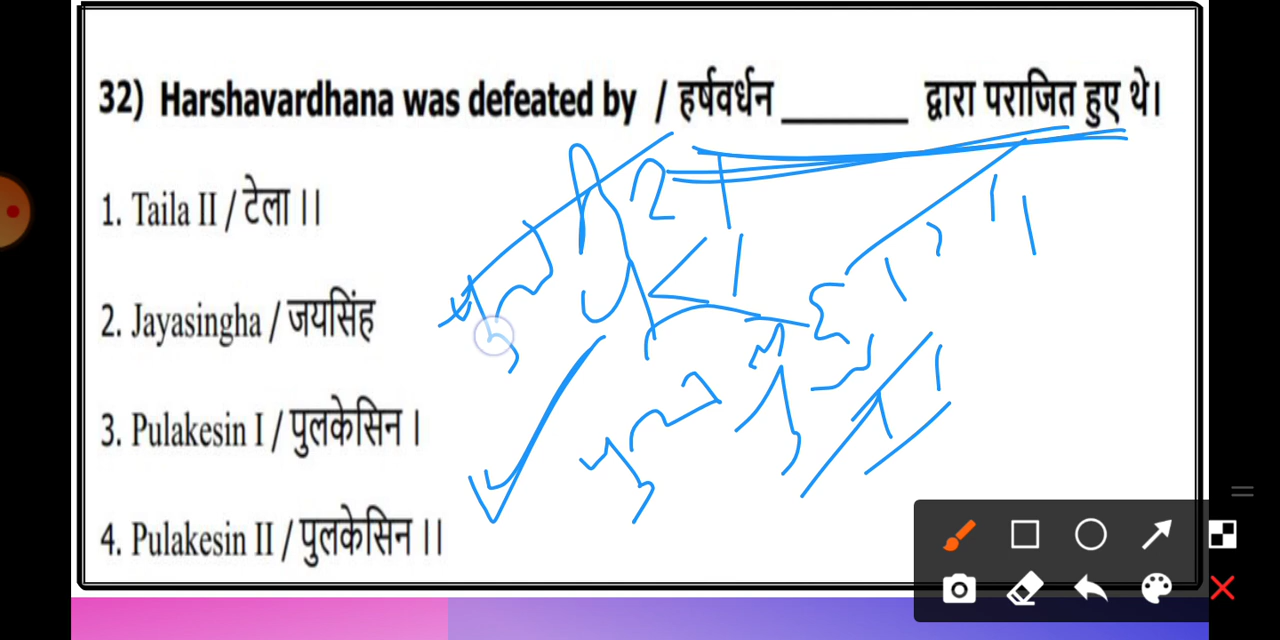 32) Harshavardhana was defeated by / हर्षवर्धन ________ द्वारा पराजित हुए थे।
1. Taila II / टेला ||
2. Jayasingha / जयसिंह
3. Pulakesin I / पुलकेसिन |
4. Pulakesin II / पुलकेसिन ||